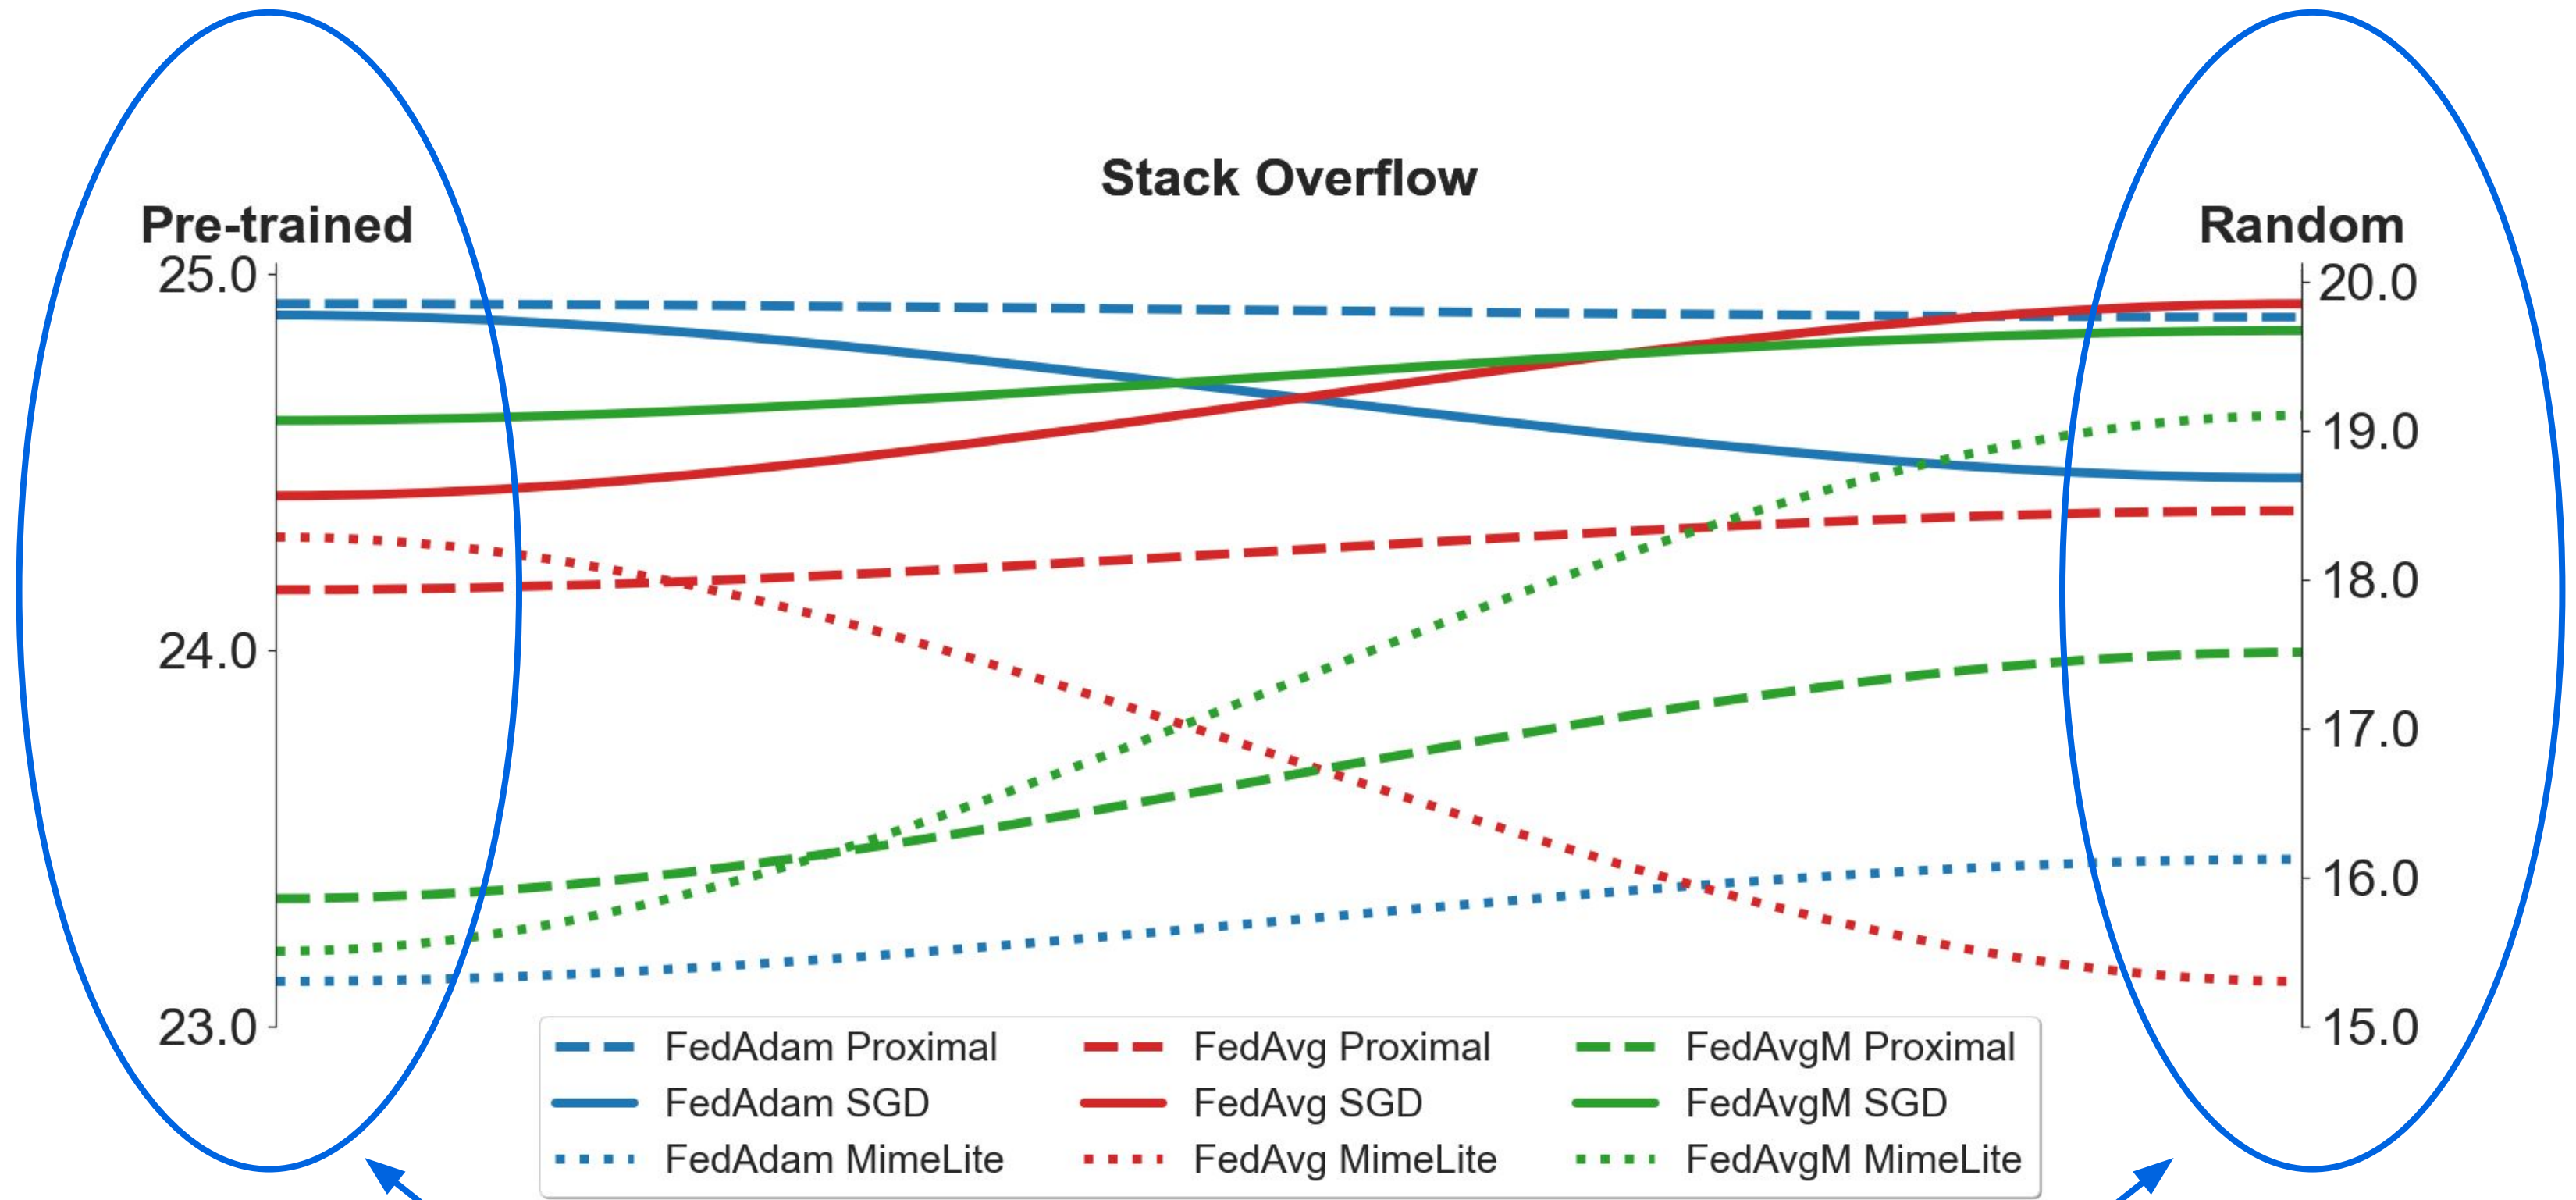 Stack Overflow
Pre-trained
Random
25.0
24.0
23.0
20.0
19.0
18.0
17.0
16.0
15.0
FedAdam Proximal
FedAdam SGD
FedAdam MimeLite
FedAvg Proximal
FedAvg SGD
FedAvg MimeLite
FedAvgM Proximal
FedAvgM SGD
FedAvgM MimeLite